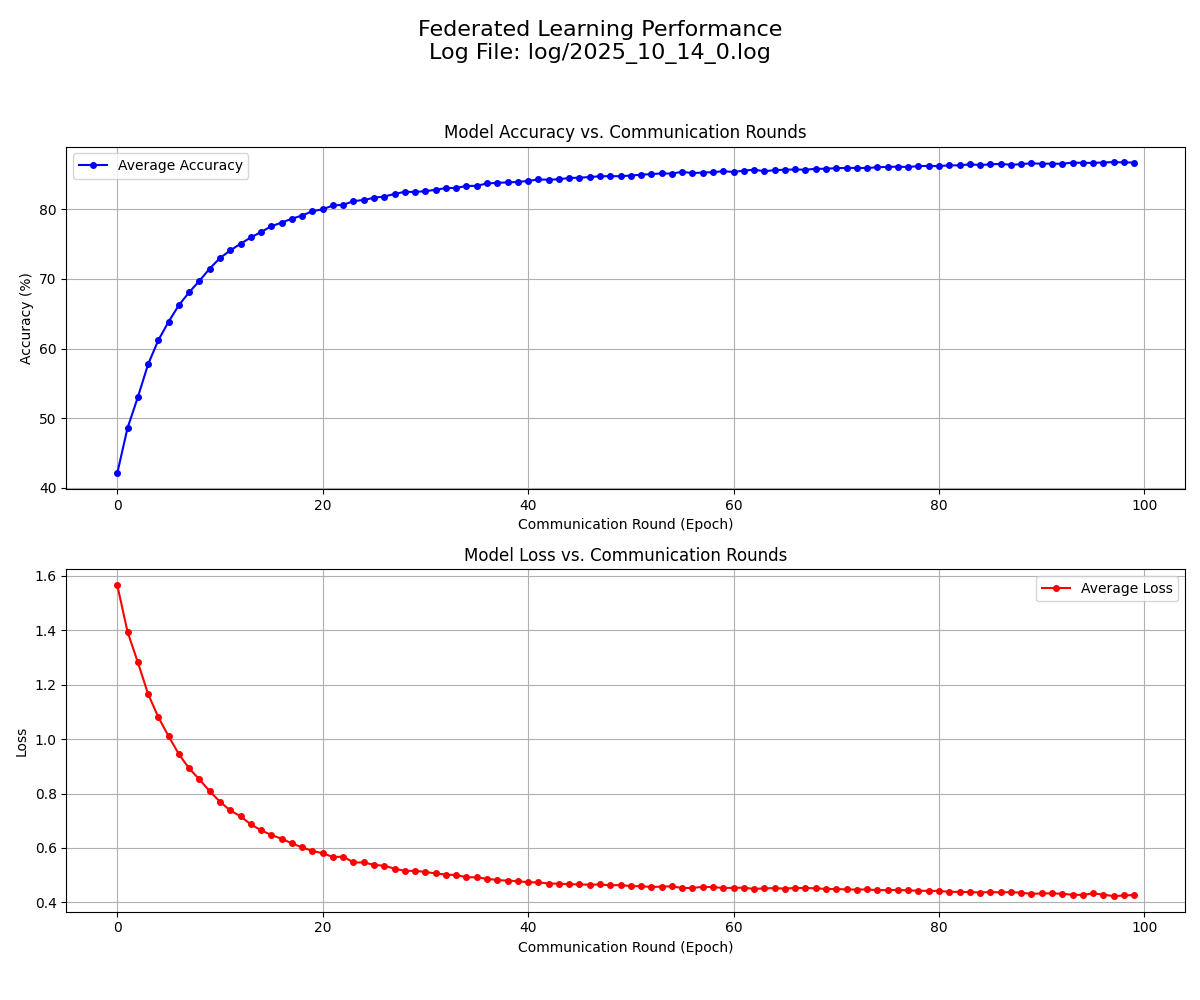 Federated Learning Performance
Log File: log/2025_10_14_0.log
Model Accuracy vs. Communication Rounds
Average Accuracy
Accuracy (%)
80
70
60
50
40
0 20 40 60 80 100
Communication Round (Epoch)
Model Loss vs. Communication Rounds
Average Loss
Loss
1.6
1.4
1.2
1.0
0.8
0.6
0.4
0 20 40 60 80 100
Communication Round (Epoch)